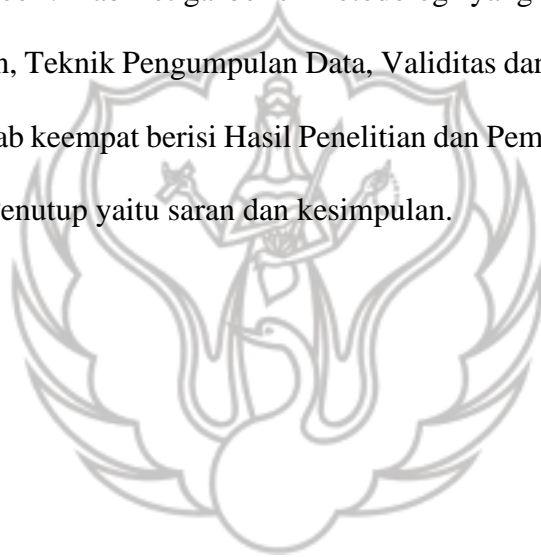 n, Teknik Pengumpulan Data, Validitas dan
ab keempat berisi Hasil Penelitian dan Pem
enutup yaitu saran dan kesimpulan.